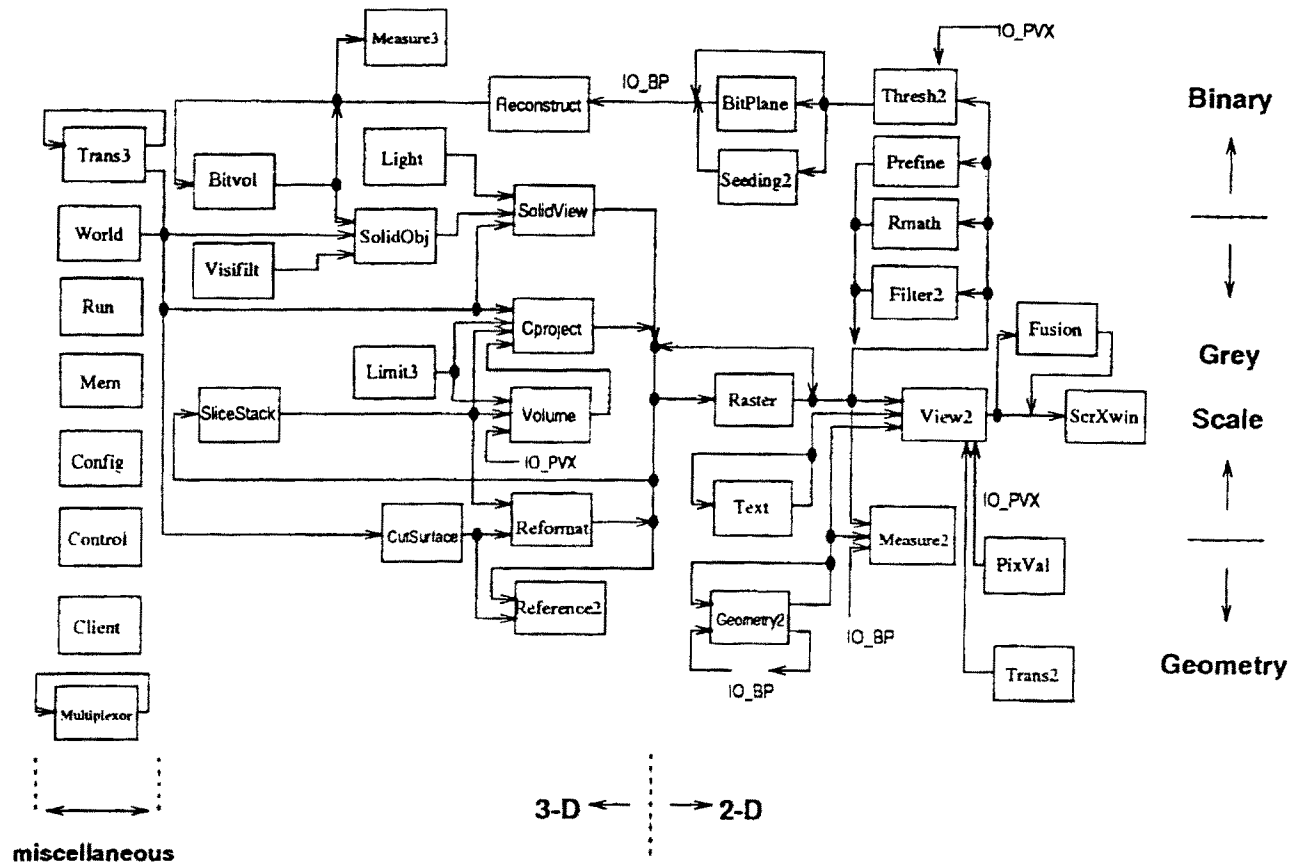 Measure3
IO_PVX
IO_BP
Reconstruct
BitPlane
Thresh2
Binary
Trans3
Light
Prefine
Bitvol
Seeding2
SolidView
Rmath
World
SolidObj
Visifilt
Filter2
Run
Cproject
Fusion
Grey
Limit3
Mem
Raster
SliceStack
Volume
View2
ScrXwin
Scale
Config
IO_PVX
IO_PVX
Text
Control
CutSurface
Reformat
Measure2
PixVal
Reference2
Client
Geometry2
IO_BP
Geometry
Trans2
IO_BP
Multiplexor
3-D
2-D
miscellaneous